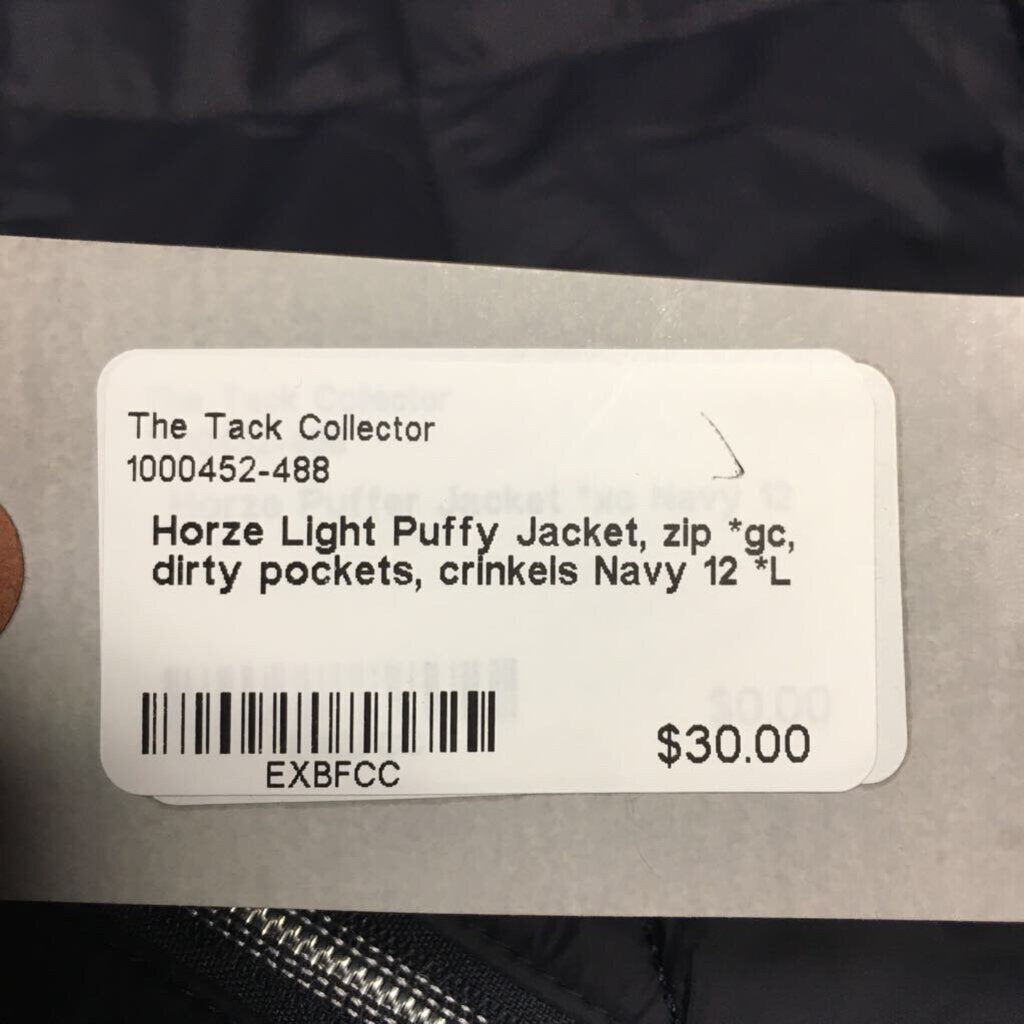 The Tack Collector
1000452-488
Horze Light Puffy Jacket, zip *gc,
dirty pockets, crinkels Navy 12 *L
EXBFCC
$30.00